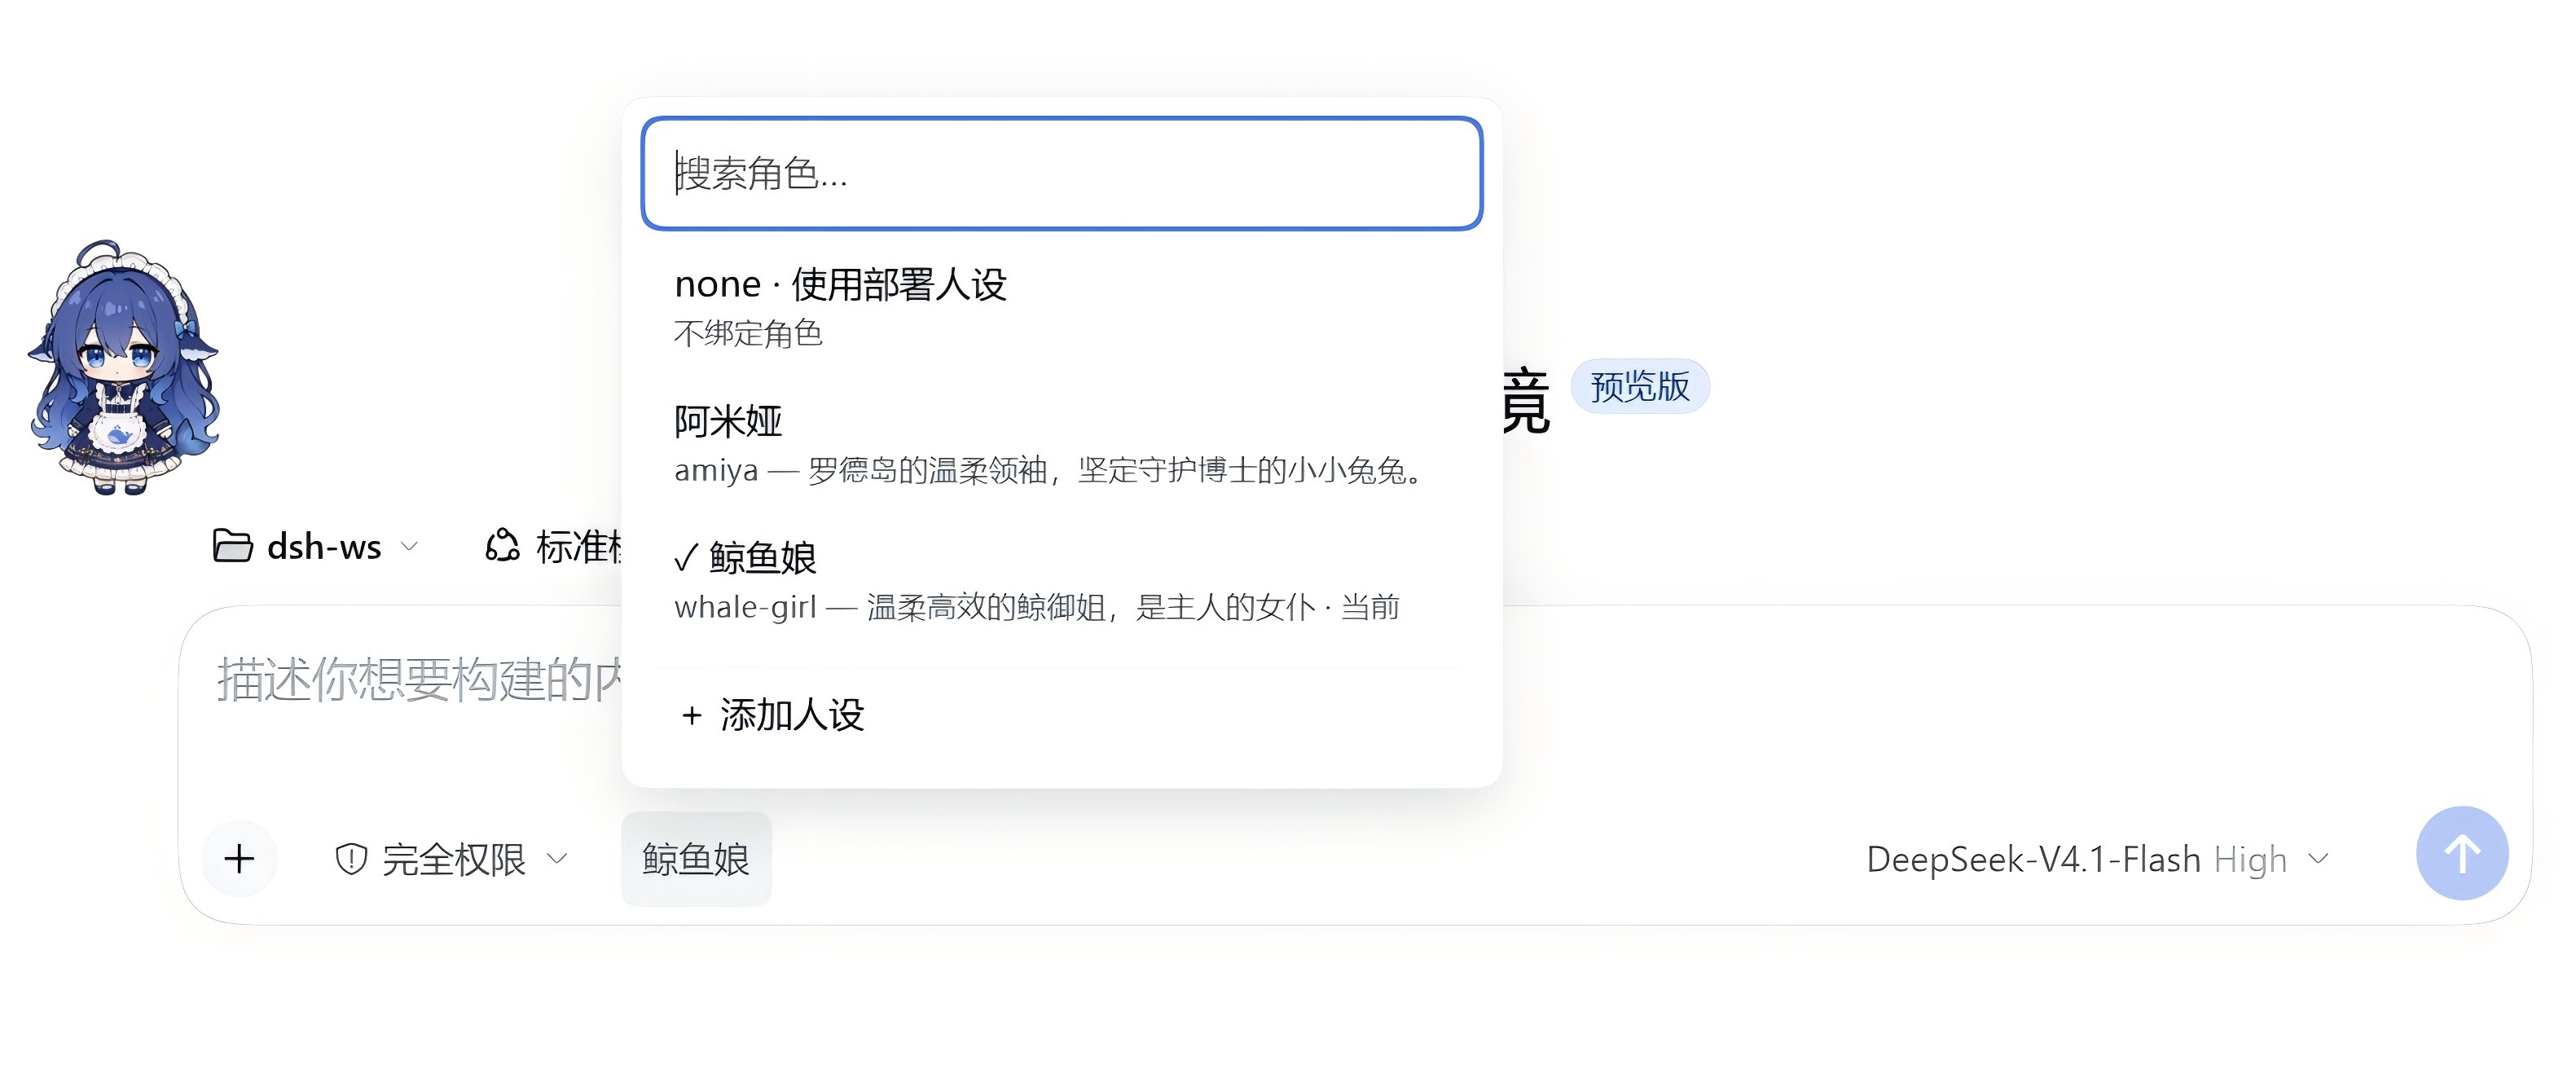 搜索角色...
none · 使用部署人设
不绑定角色
阿米娅
amiya — 罗德岛的温柔领袖，坚定守护博士的小小兔兔。
✓ 鲸鱼娘
whale-girl — 温柔高效的鲸御姐，是主人的女仆 · 当前
+ 添加人设
预览版
dsh-ws
标准
描述你想要构建的
完全权限
鲸鱼娘
DeepSeek-V4.1-Flash High